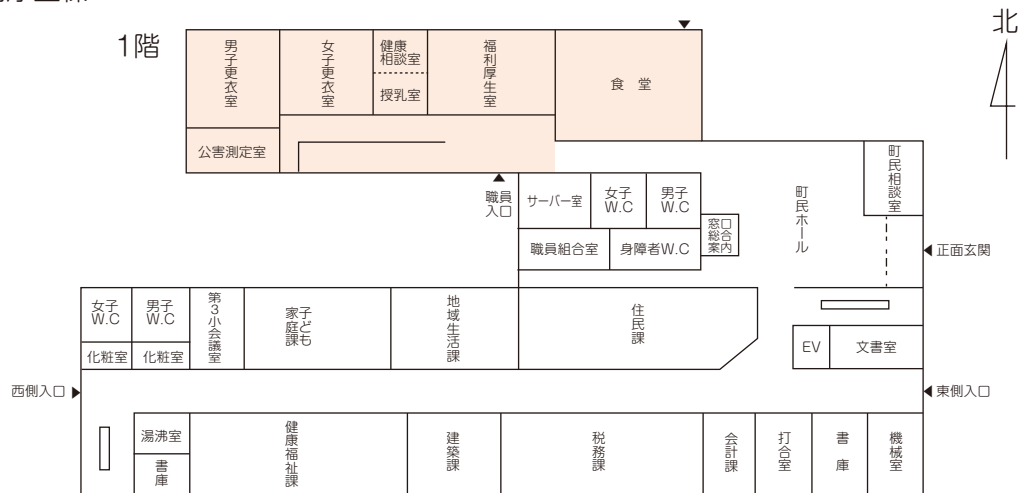 1階
北
男子更衣室
女子更衣室
健康
相談室
授乳室
福利厚生室
食 堂
公害測定室
職員
入口
サーバー室
女子
W.C
男子
W.C
窓口
総合
案内
職員組合室
身障者W.C
町民ホール
町民相談室
正面玄関
女子
W.C
男子
W.C
化粧室
化粧室
第3小会議室
子ども
家庭課
地域生活課
住民課
EV
文書室
西側入口
東側入口
湯沸室
書庫
健康福祉課
建築課
税務課
会計課
打合室
書 庫
機械室